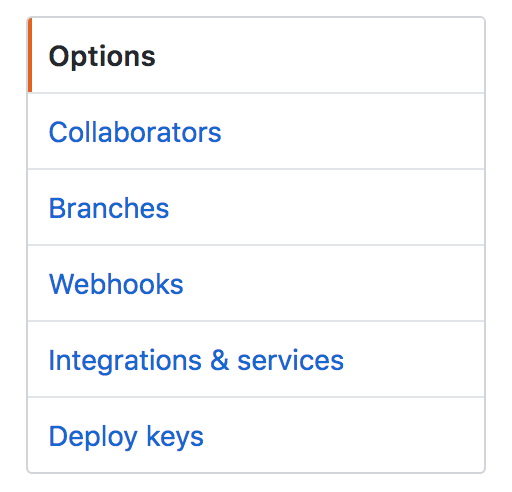 Options
Collaborators
Branches
Webhooks
Integrations & services
Deploy keys